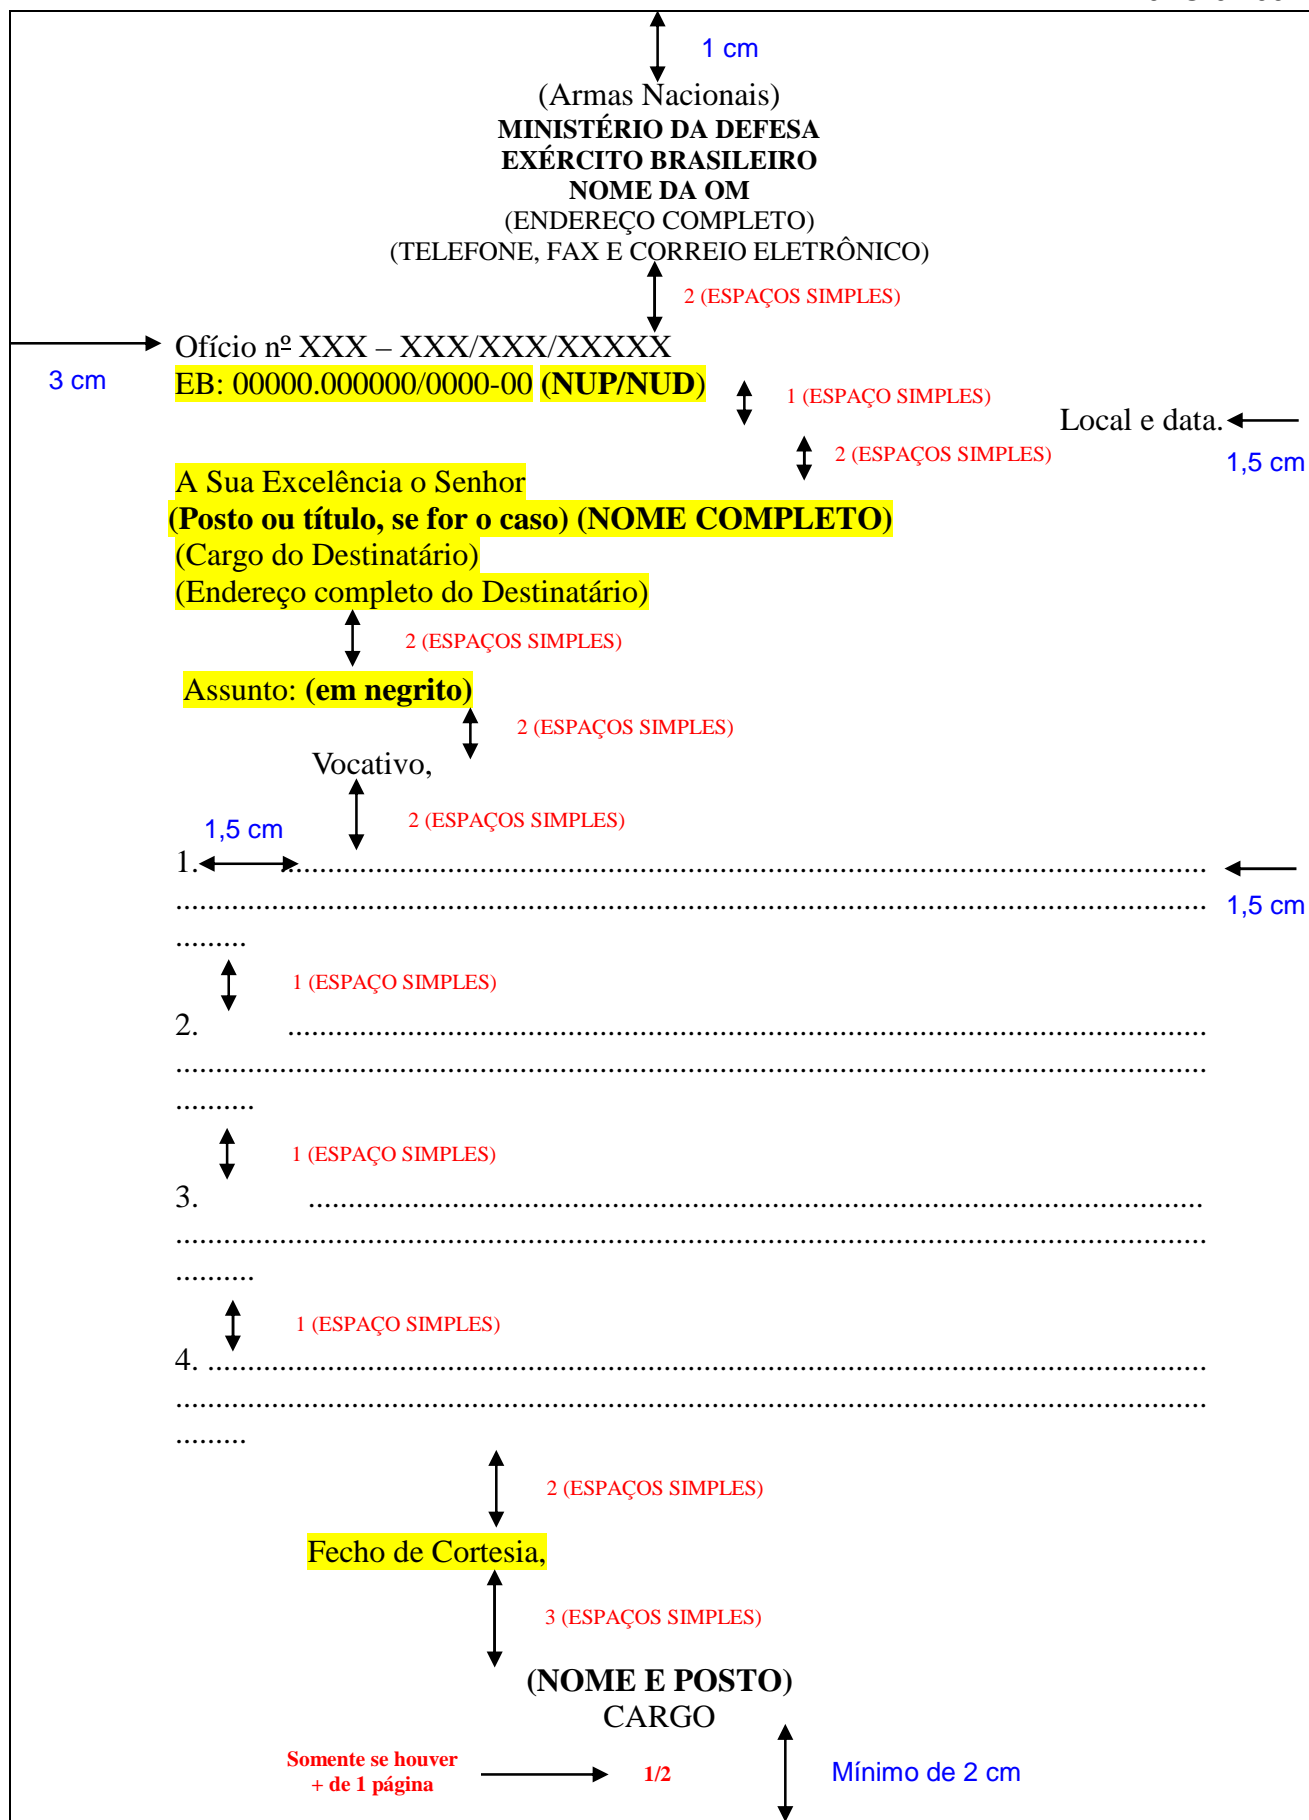 1 cm
(Armas Nacionais)
MINISTÉRIO DA DEFESA
EXÉRCITO BRASILEIRO
NOME DA OM
(ENDEREÇO COMPLETO)
(TELEFONE, FAX E CORREIO ELETRÔNICO)
2 (ESPAÇOS SIMPLES)
Ofício nº XXX – XXX/XXX/XXXXX
3 cm
EB: 00000.000000/0000-00 (NUP/NUD)
1 (ESPAÇO SIMPLES)
Local e data.
2 (ESPAÇOS SIMPLES)
1,5 cm
A Sua Excelência o Senhor
(Posto ou título, se for o caso) (NOME COMPLETO)
(Cargo do Destinatário)
(Endereço completo do Destinatário)
2 (ESPAÇOS SIMPLES)
Assunto: (em negrito)
2 (ESPAÇOS SIMPLES)
Vocativo,
2 (ESPAÇOS SIMPLES)
1,5 cm
1. ....................................................................................................................
..................................................................................................................................
1,5 cm
.........
1 (ESPAÇO SIMPLES)
2. ....................................................................................................................
..................................................................................................................................
..........
1 (ESPAÇO SIMPLES)
3. .................................................................................................................
..................................................................................................................................
..........
1 (ESPAÇO SIMPLES)
4. ..............................................................................................................................
..................................................................................................................................
.........
2 (ESPAÇOS SIMPLES)
Fecho de Cortesia,
3 (ESPAÇOS SIMPLES)
(NOME E POSTO)
CARGO
Somente se houver
+ de 1 página
1/2
Mínimo de 2 cm